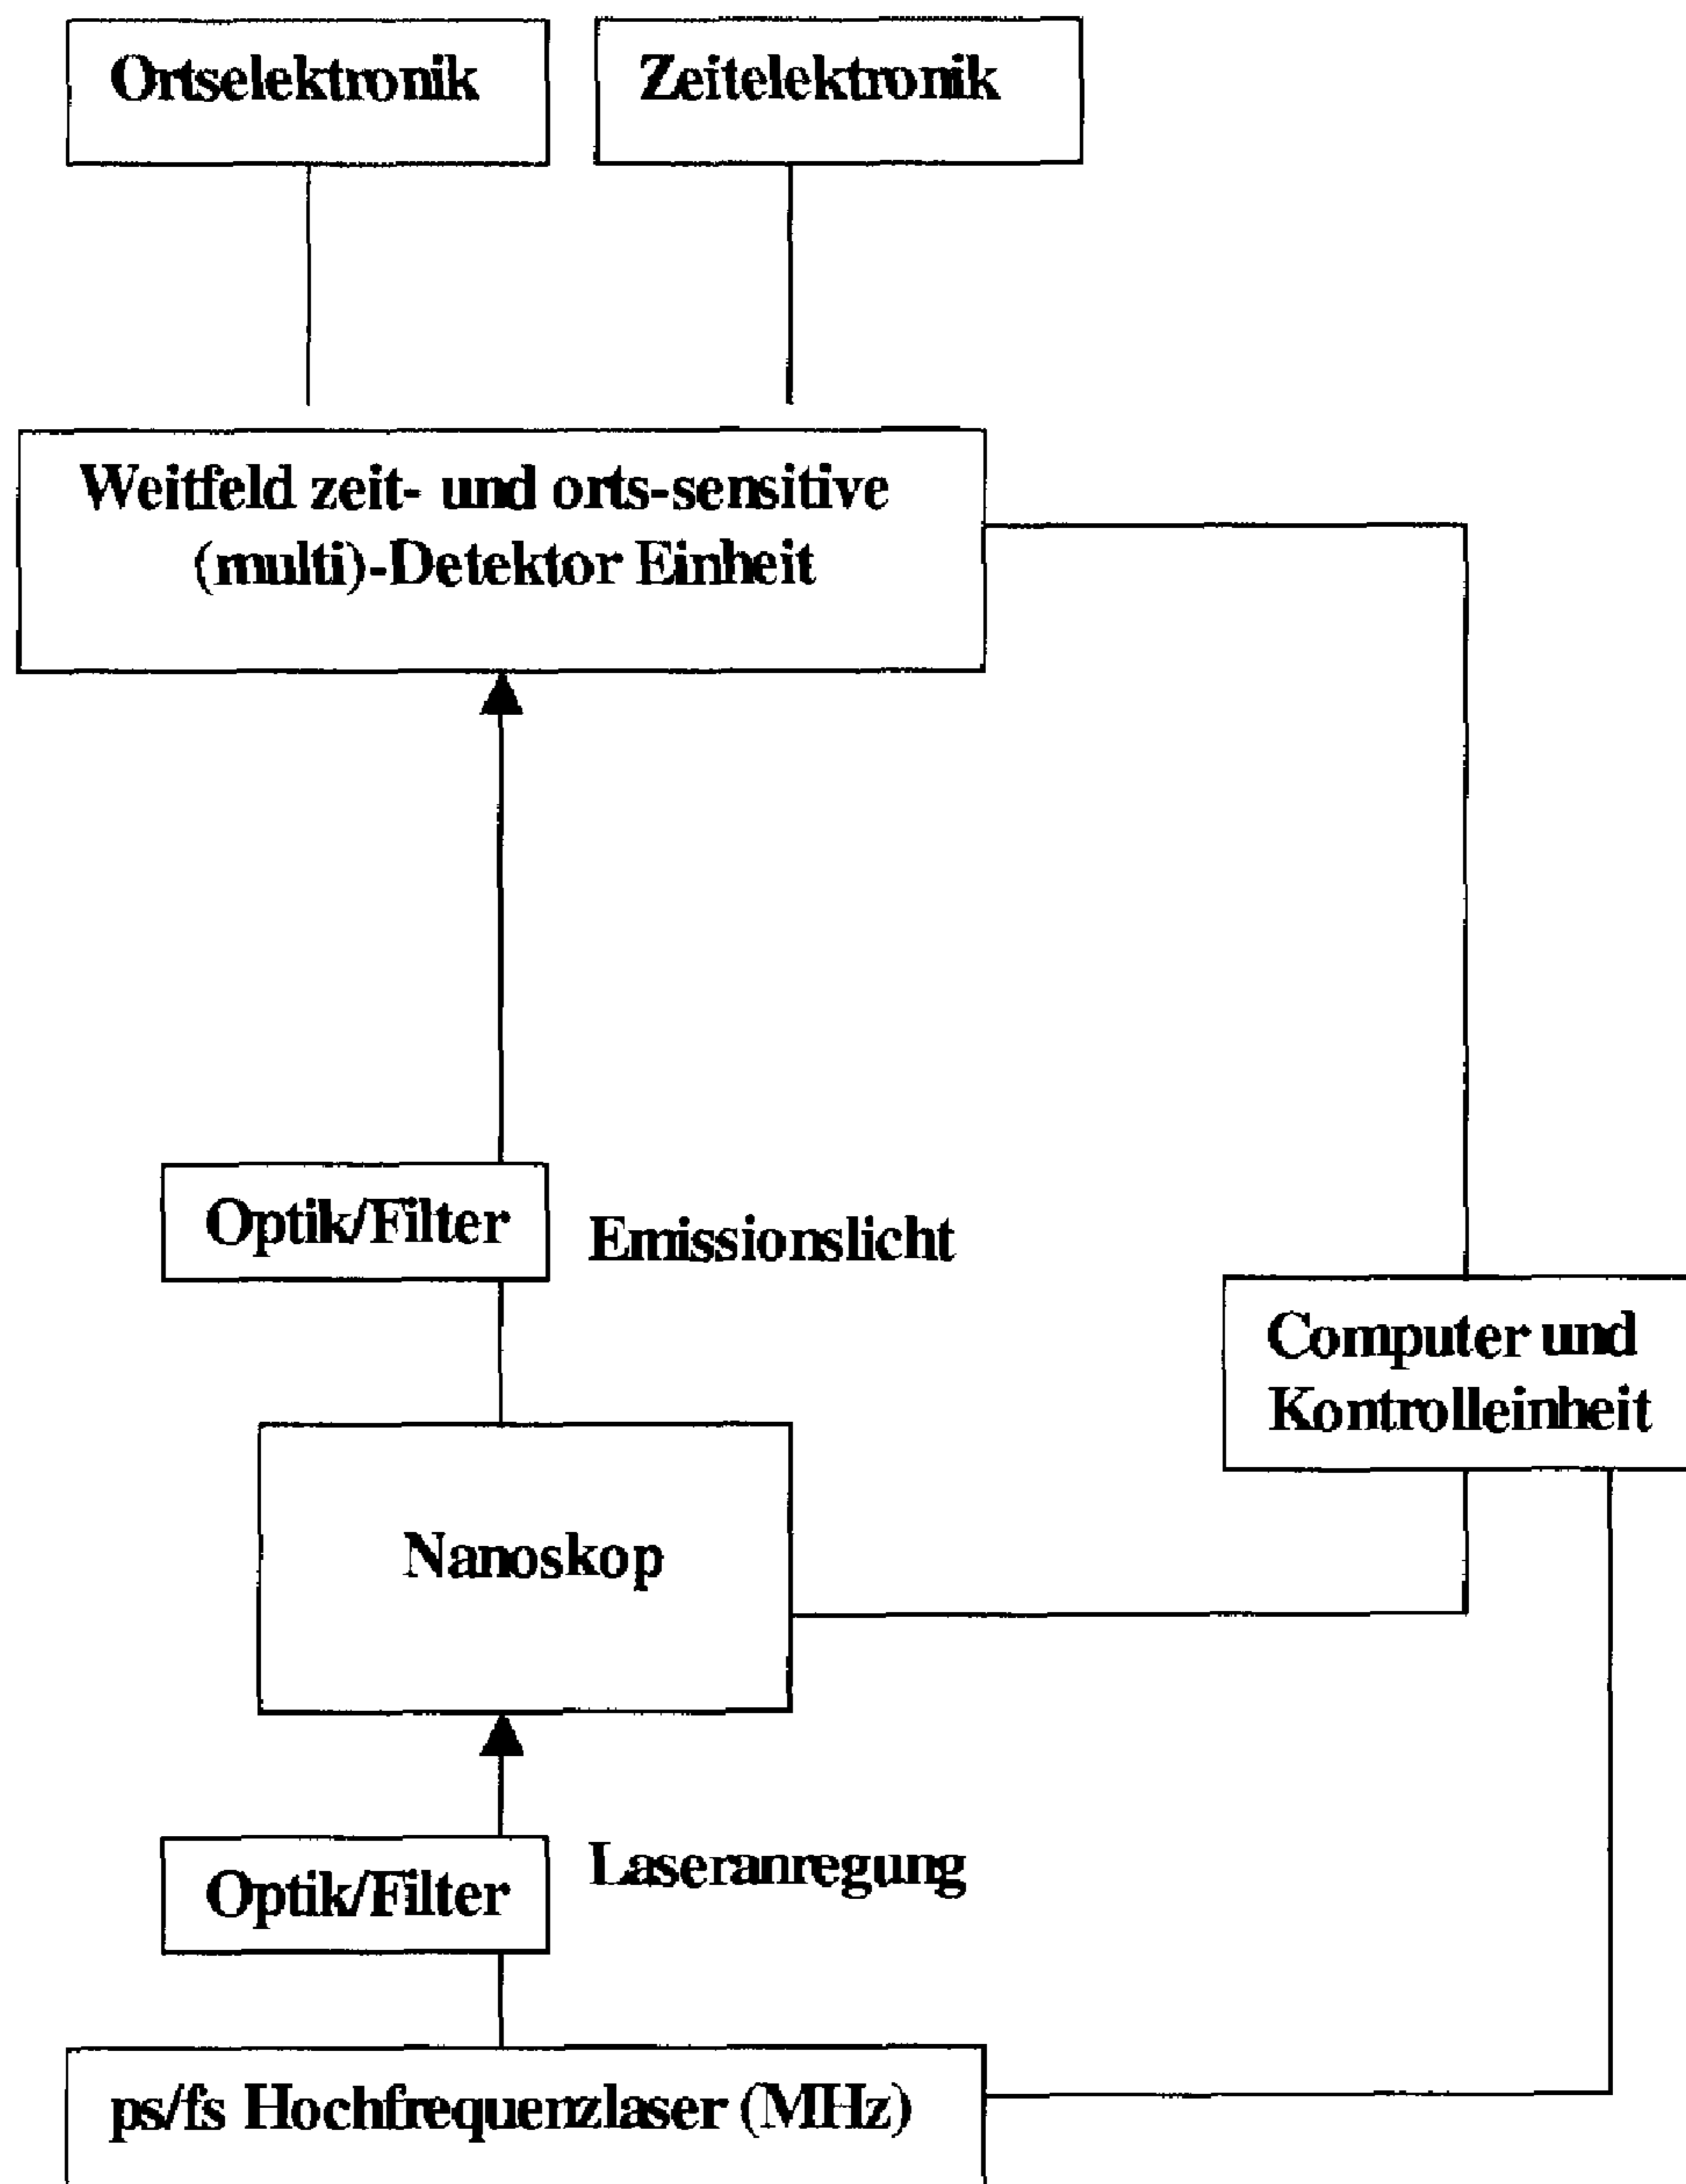 Ortselektronik
Zeitelektronik
Weitfeld zeit- und orts-sensitive
(multi)-Detektor Einheit
Optik/Filter
Emissionslicht
Computer und
Kontrolleinheit
Nanoskop
Optik/Filter
Laseranregung
ps/fs Hochfrequenzlaser (MHz)